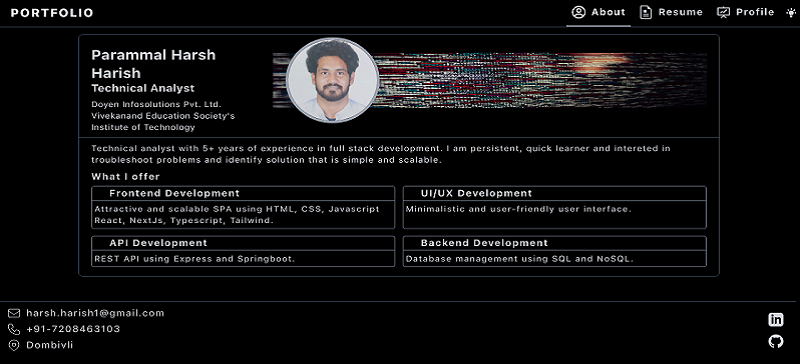 PORTFOLIO
About
Resume
Profile
Parammal Harsh
Harish
Technical Analyst
Doyen Infosolutions Pvt. Ltd.
Vivekanand Education Society's
Institute of Technology
Technical analyst with 5+ years of experience in full stack development. I am persistent, quick learner and intereted in
troubleshoot problems and identify solution that is simple and scalable.
What I offer
Frontend Development
Attractive and scalable SPA using HTML, CSS, Javascript
React, NextJs, Typescript, Tailwind.
UI/UX Development
Minimalistic and user-friendly user interface.
API Development
REST API using Express and Springboot.
Backend Development
Database management using SQL and NoSQL.
harsh.harish1@gmail.com
+91-7208463103
Dombivli
in